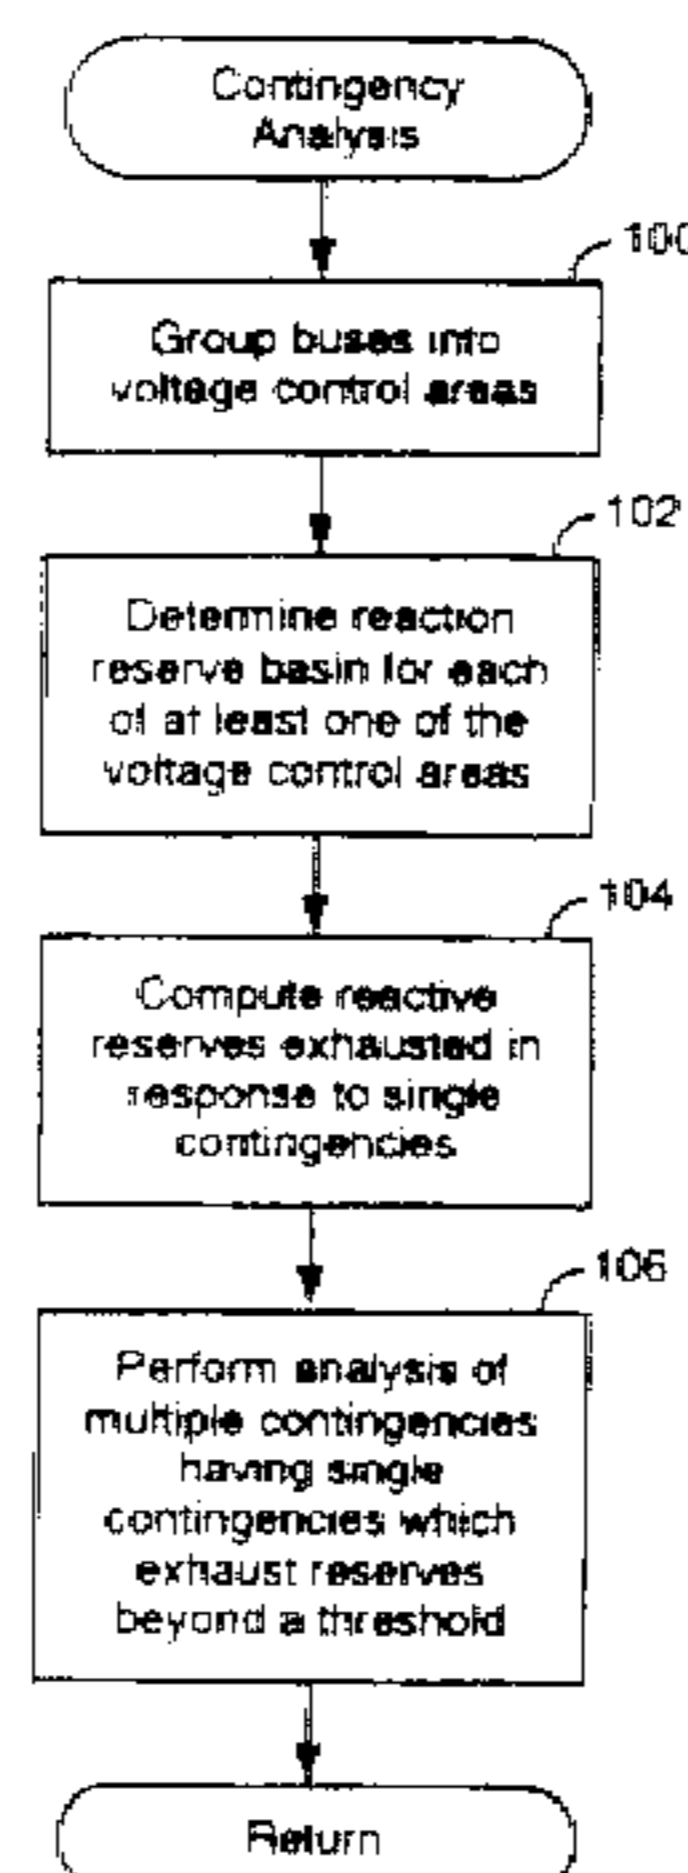 Contingency
Analysis
100
Group buses into
voltage control areas
102
Determine reaction
reserve basin for each
of at least one of the
voltage control areas
104
Compute reactive
reserves exhausted in
response to single
contingencies
106
Perform analysis of
multiple contingencies
having single
contingencies which
exhaust reserves
beyond a threshold
Return